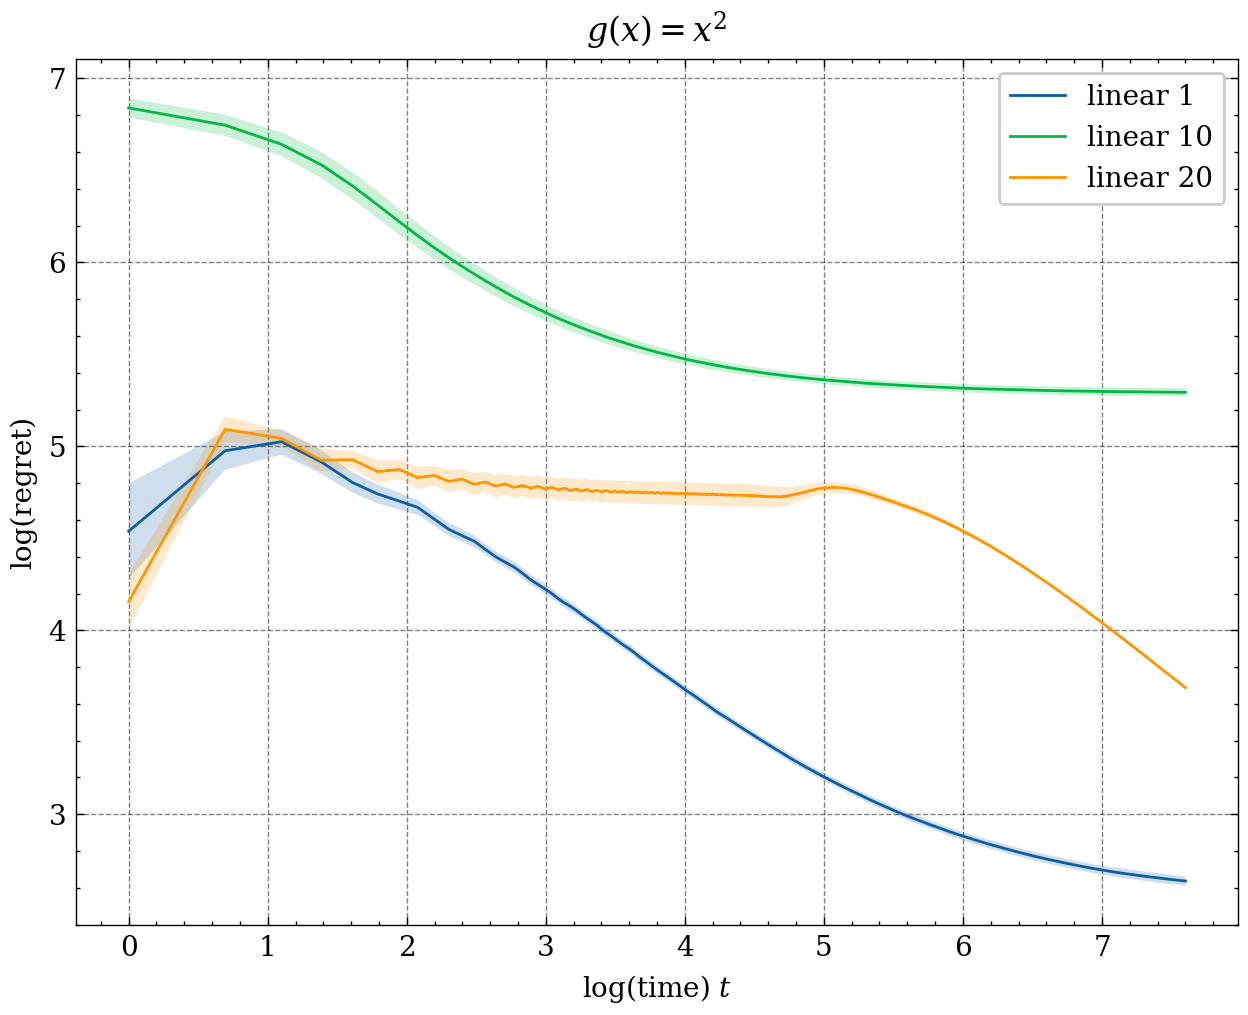 g(x) = x²
7
6
5
4
3
log(regret)
linear 1
linear 10
linear 20
0 1 2 3 4 5 6 7
log(time) t